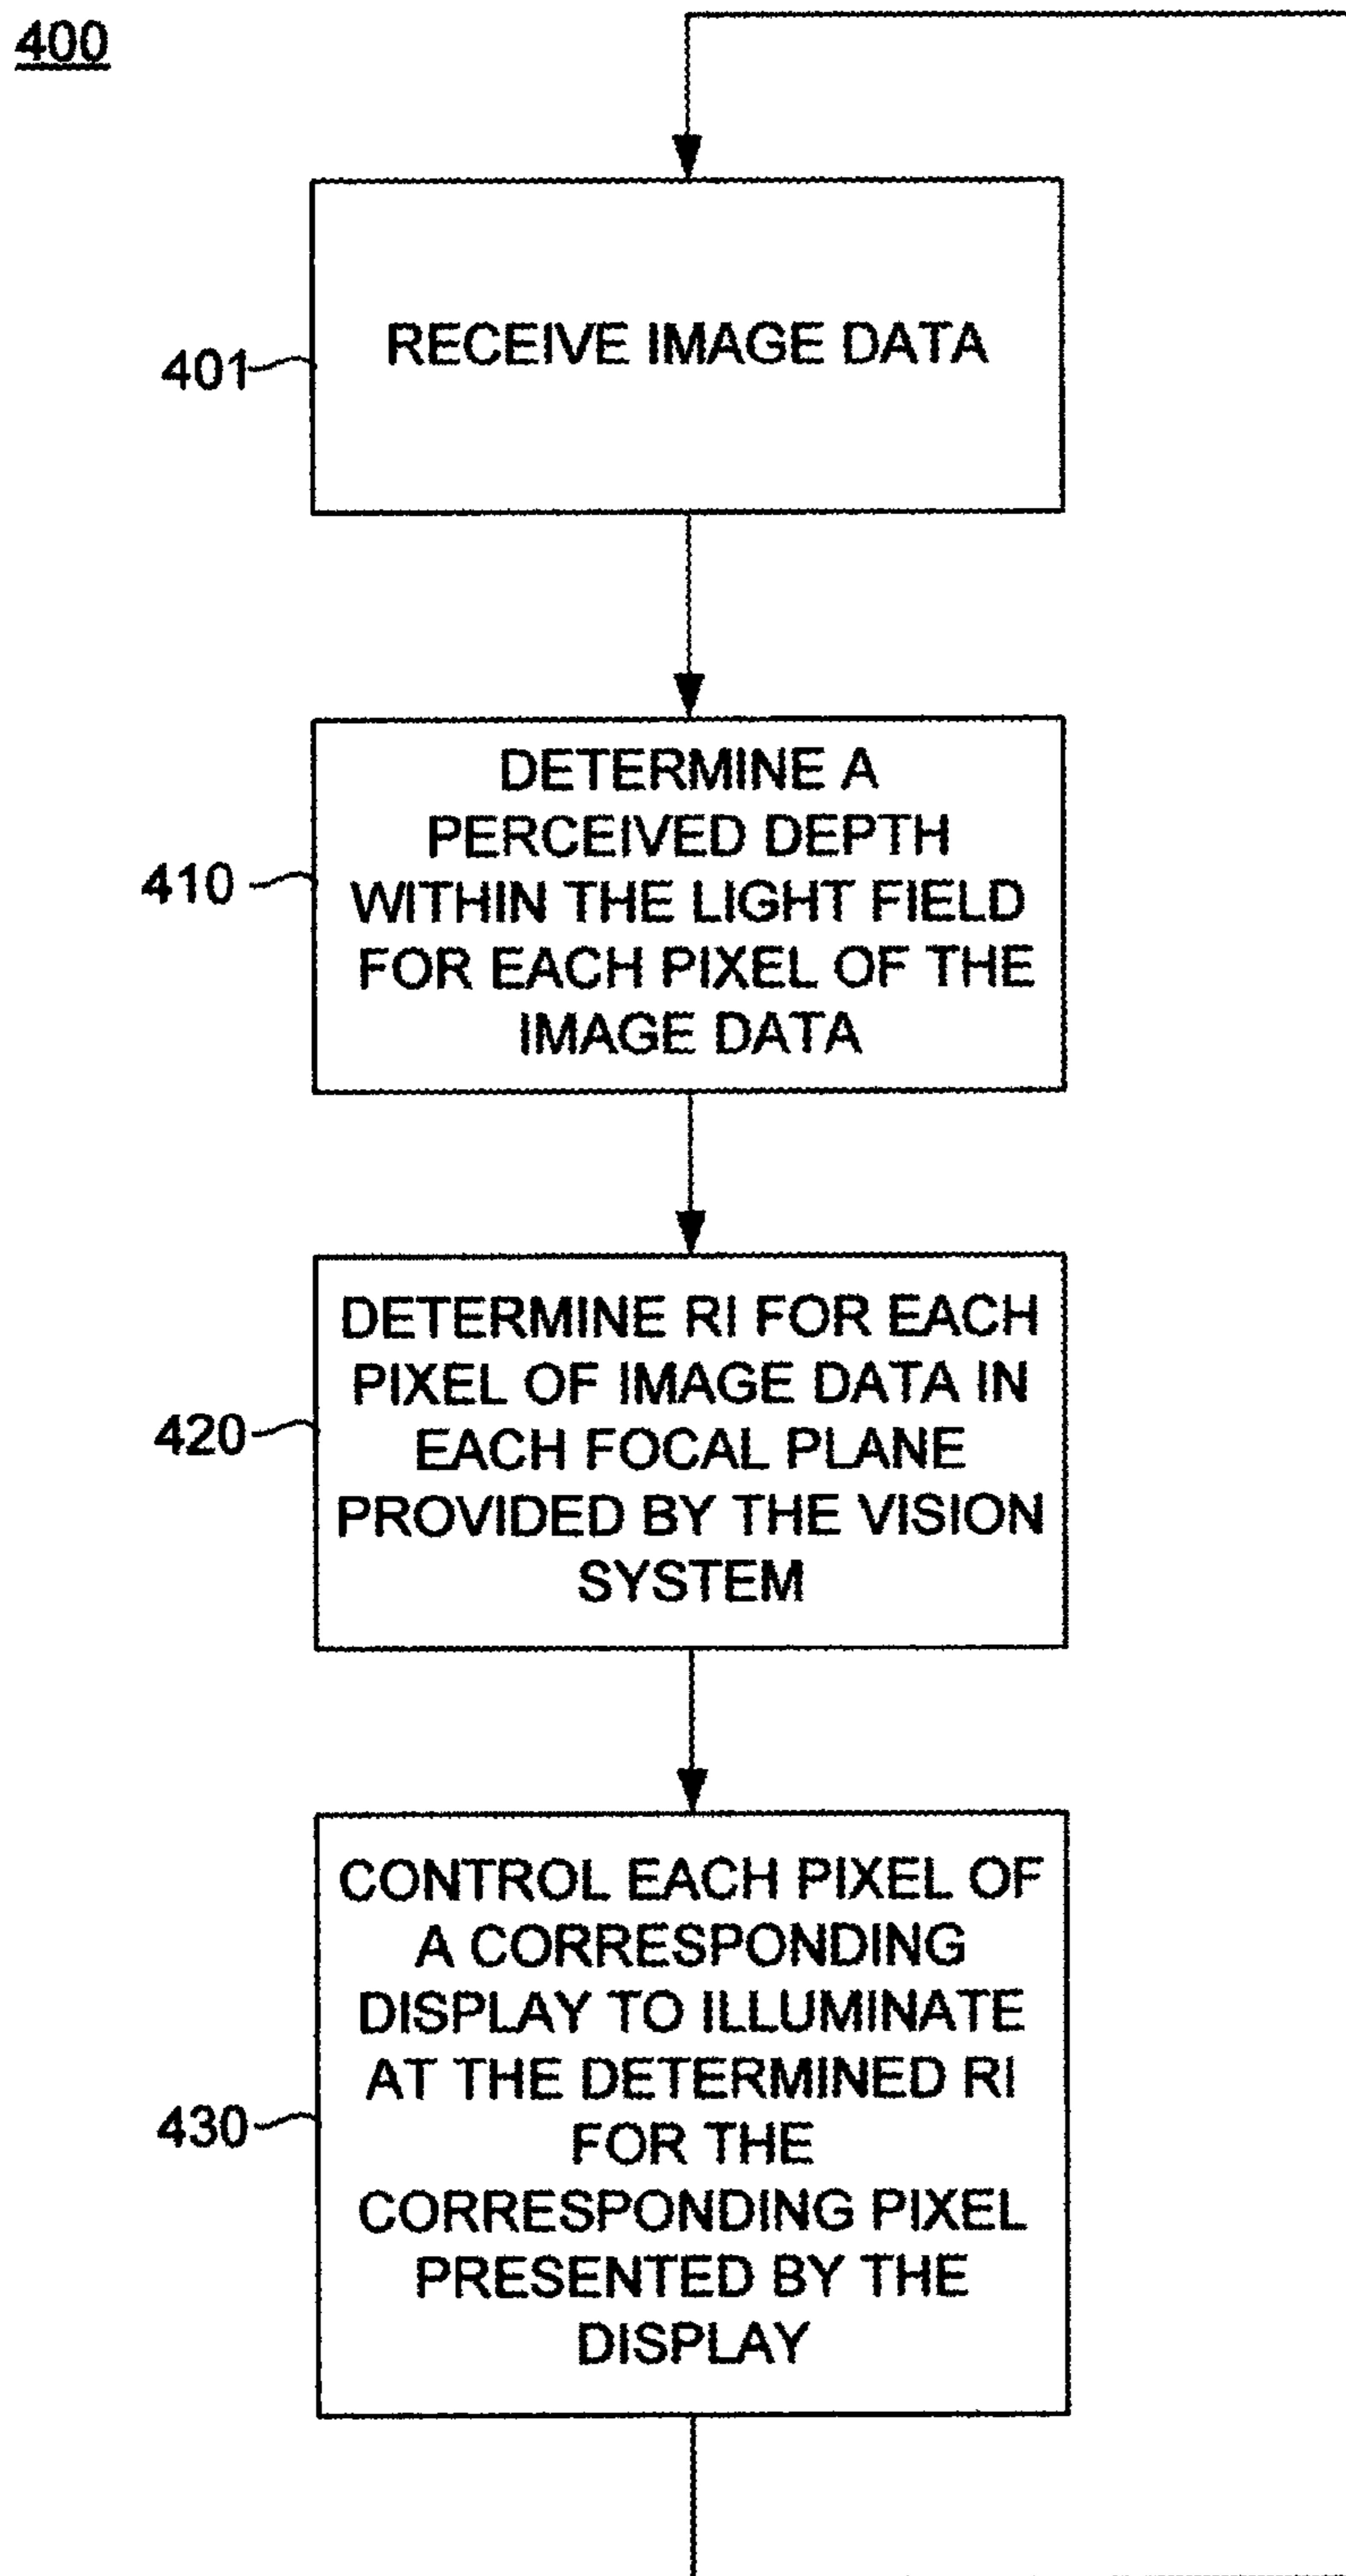 400
RECEIVE IMAGE DATA
401
DETERMINE A
PERCEIVED DEPTH
WITHIN THE LIGHT FIELD
FOR EACH PIXEL OF THE
IMAGE DATA
410
DETERMINE RI FOR EACH
PIXEL OF IMAGE DATA IN
EACH FOCAL PLANE
PROVIDED BY THE VISION
SYSTEM
420
CONTROL EACH PIXEL OF
A CORRESPONDING
DISPLAY TO ILLUMINATE
AT THE DETERMINED RI
FOR THE
CORRESPONDING PIXEL
PRESENTED BY THE
DISPLAY
430